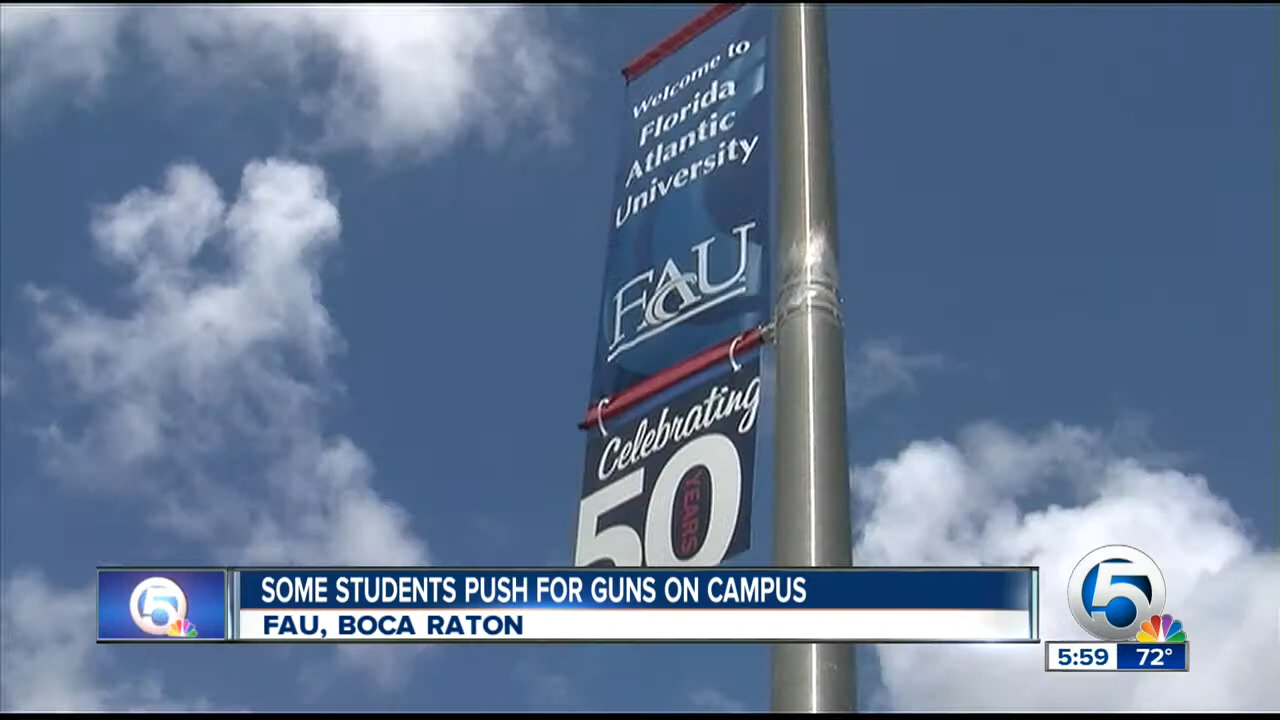 Welcome to
Florida
Atlantic
University
FAU
Celebrating
50
YEARS
5
SOME STUDENTS PUSH FOR GUNS ON CAMPUS
FAU, BOCA RATON
5
5:59 72°